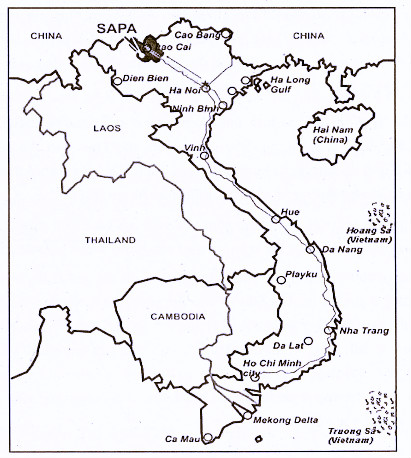 SAPA
Cao Bang
CHINA
CHINA
Lao Cai
Dien Bien
Ha Noi
Ha Long
Gulf
Ninh Binh
LAOS
Hai Nam
(China)
Vinh
Hue
Hoang Sa
(Vietnam)
THAILAND
Da Nang
Playku
CAMBODIA
Nha Trang
Da Lat
Ho Chi Minh
city
Mekong Delta
Ca Mau
Truong Sa
(Vietnam)